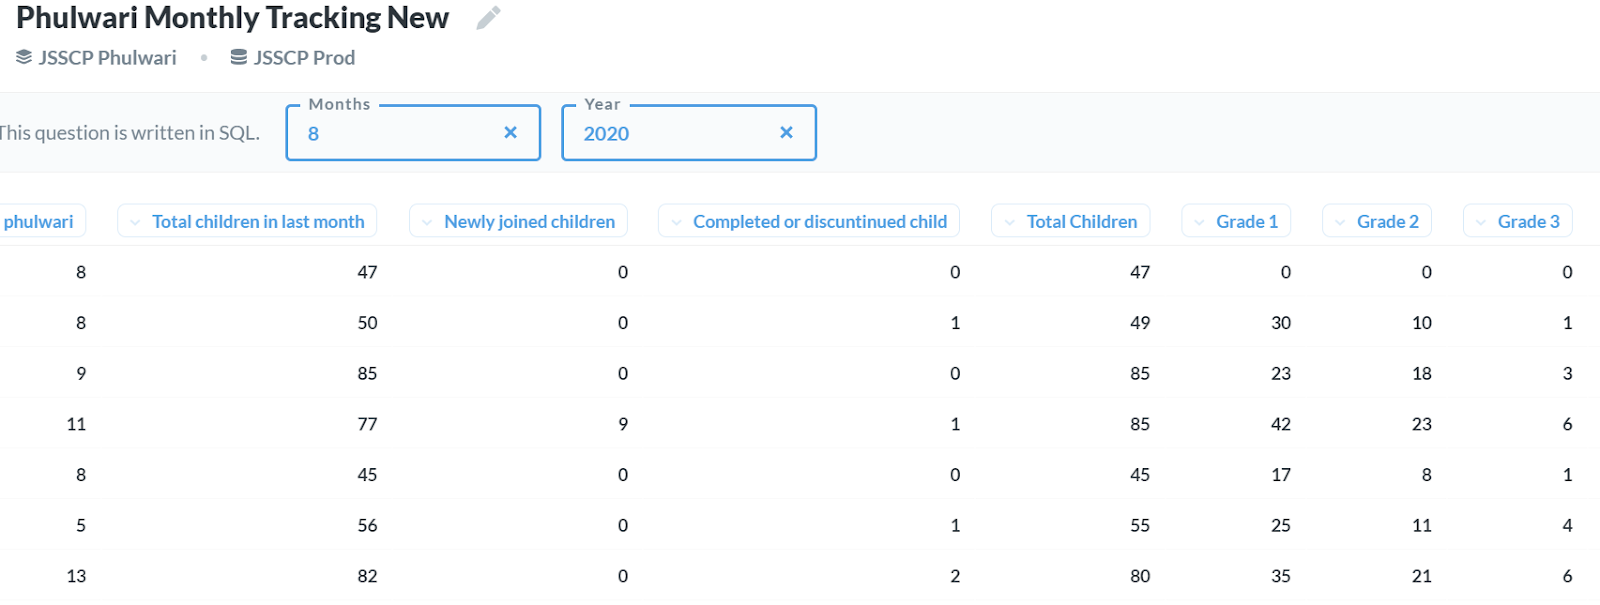 Phulwari Monthly Tracking New
JSSCP Phulwari • JSSCP Prod
Months Year
This question is written in SQL. 8 × 2020 ×
phulwari Total children in last month Newly joined children Completed or discuntinued child Total Children Grade 1 Grade 2 Grade 3
8 47 0 0 47 0 0 0
8 50 0 1 49 30 10 1
9 85 0 0 85 23 18 3
11 77 9 1 85 42 23 6
8 45 0 0 45 17 8 1
5 56 0 1 55 25 11 4
13 82 0 2 80 35 21 6